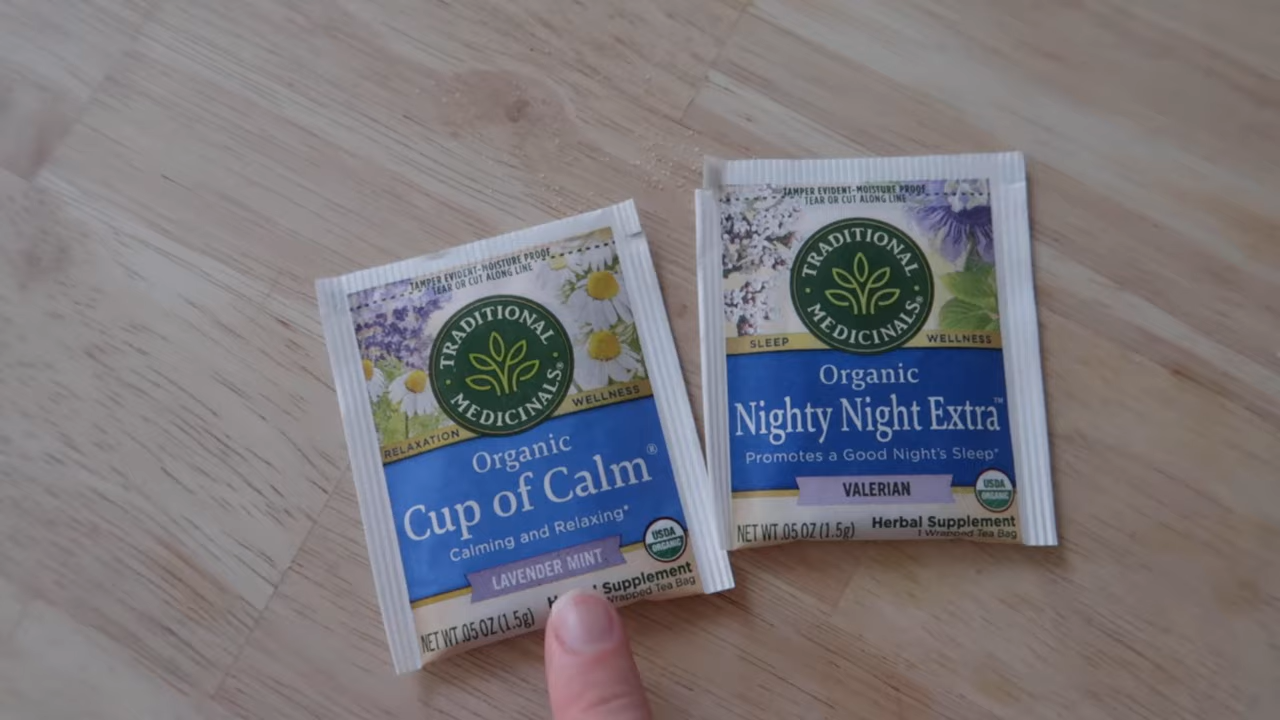 TAMPER EVIDENT-MOISTURE PROOF
TEAR OR CUT ALONG LINE
TRADITIONAL
MEDICINALS®
RELAXATION
WELLNESS
Organic
Cup of Calm®
Calming and Relaxing*
LAVENDER MINT
USDA
ORGANIC
NET WT .05 OZ (1.5g)
Supplement
Wrapped Tea Bag
TAMPER EVIDENT-MOISTURE PROOF
TEAR OR CUT ALONG LINE
TRADITIONAL
MEDICINALS®
SLEEP
WELLNESS
Organic
Nighty Night Extra™
Promotes a Good Night's Sleep*
VALERIAN
USDA
ORGANIC
NET WT .05 OZ (1.5g)
Herbal Supplement
1 Wrapped Tea Bag